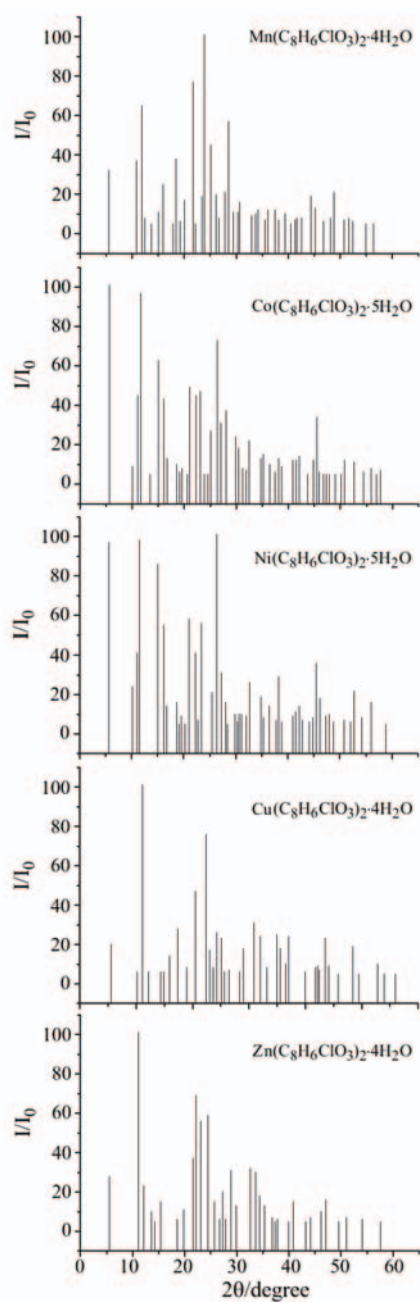 Mn(C₈H₆ClO₃)₂·4H₂O
I/I₀
100
80
60
40
20
0
Co(C₈H₆ClO₃)₂·5H₂O
I/I₀
100
80
60
40
20
0
Ni(C₈H₆ClO₃)₂·5H₂O
I/I₀
100
80
60
40
20
0
Cu(C₈H₆ClO₃)₂·4H₂O
I/I₀
100
80
60
40
20
0
Zn(C₈H₆ClO₃)₂·4H₂O
I/I₀
100
80
60
40
20
0
0 10 20 30 40 50 60
2θ/degree